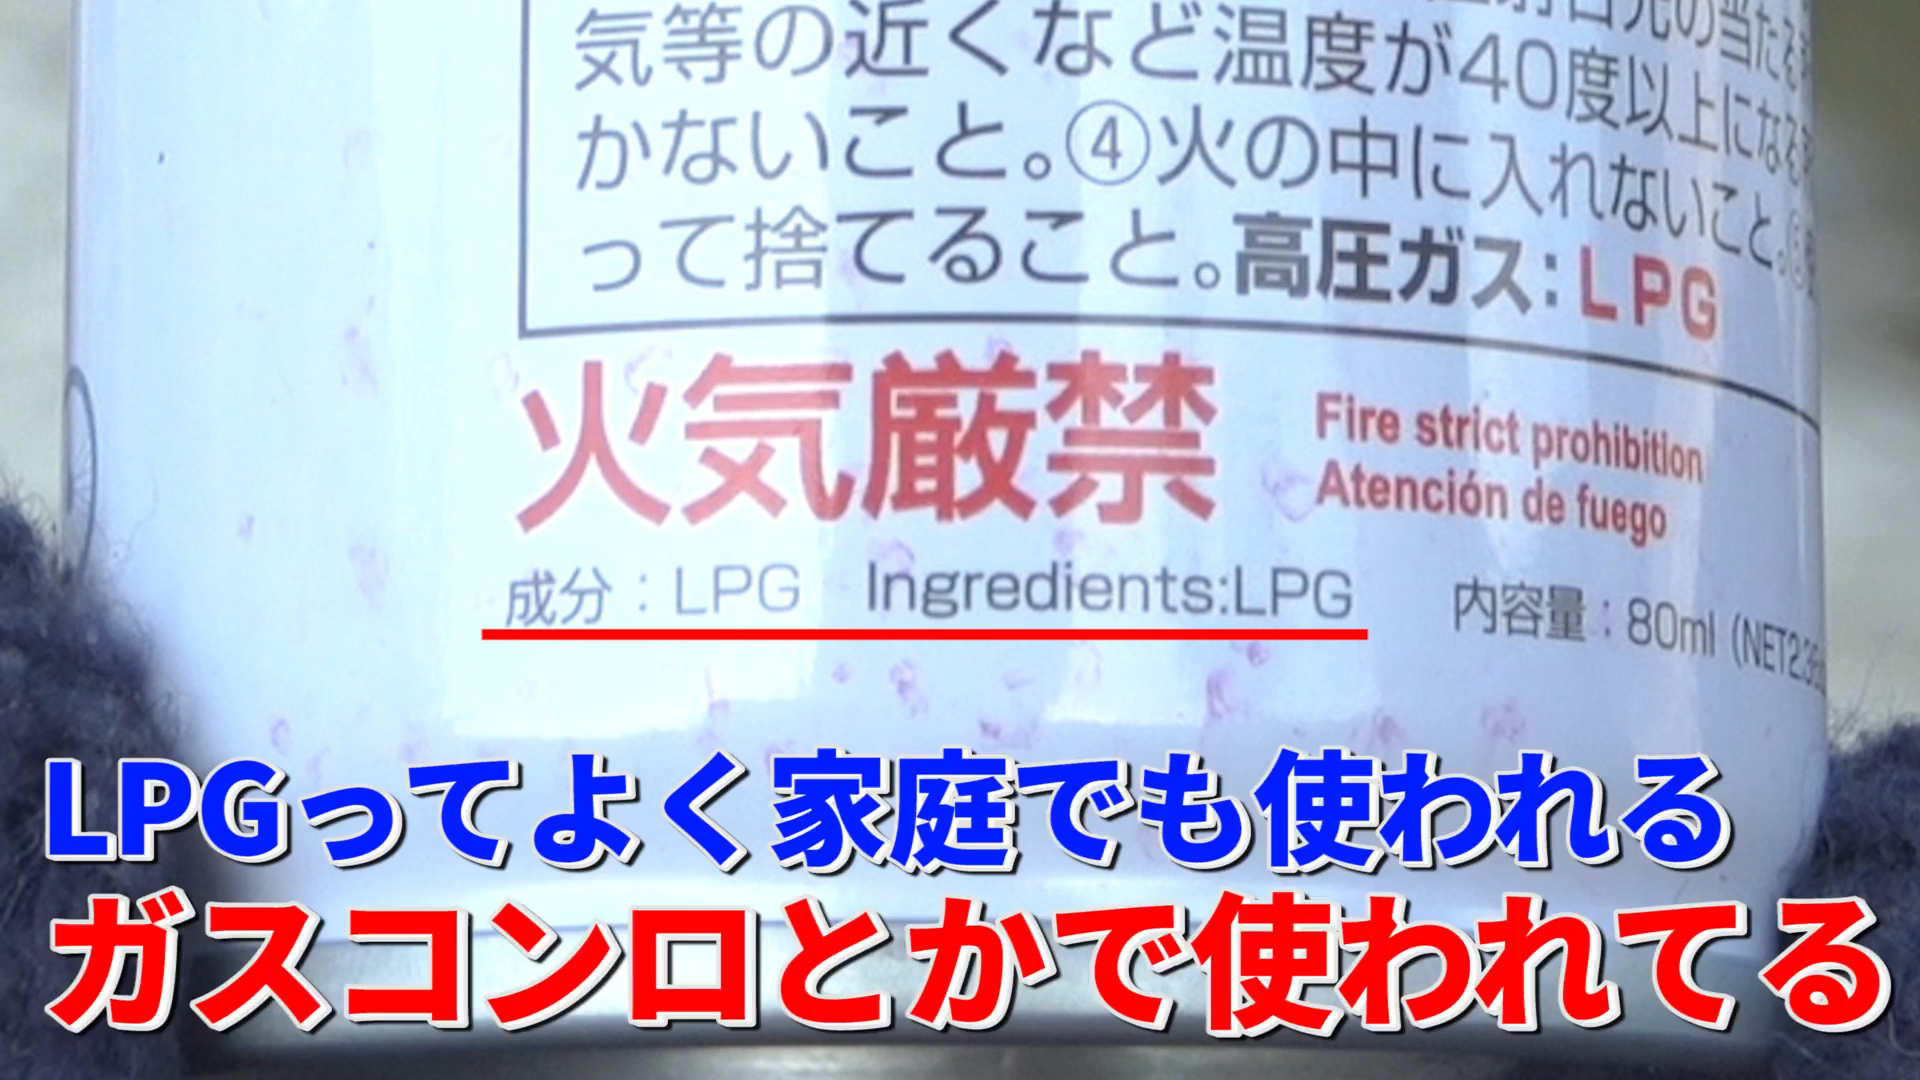 気等の近くなど温度が40度以上になる
かないこと。④火の中に入れないこと。
って捨てること。高圧ガス:LPG
火気厳禁
Fire strict prohibition
Atención de fuego
成分:LPG Ingredients:LPG
内容量:80ml (NET2.
LPGってよく家庭でも使われる
ガスコンロとかで使われてる